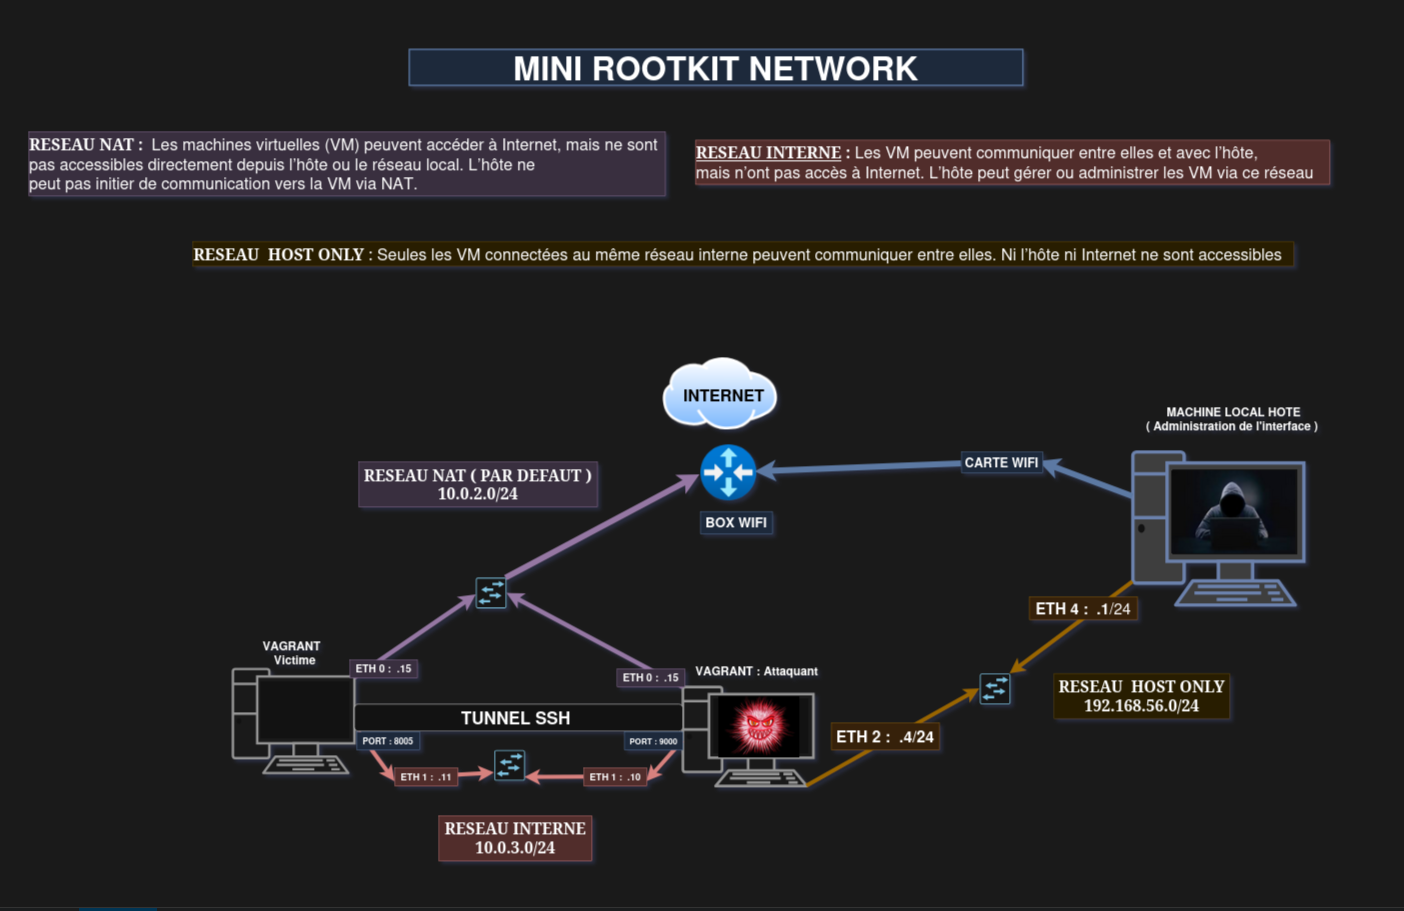 MINI ROOTKIT NETWORK
RESEAU NAT : Les machines virtuelles (VM) peuvent accéder à Internet, mais ne sont
pas accessibles directement depuis l'hôte ou le réseau local. L'hôte ne
peut pas initier de communication vers la VM via NAT.
RESEAU INTERNE : Les VM peuvent communiquer entre elles et avec l'hôte,
mais n'ont pas accès à Internet. L'hôte peut gérer ou administrer les VM via ce réseau
RESEAU HOST ONLY : Seules les VM connectées au même réseau interne peuvent communiquer entre elles. Ni l'hôte ni Internet ne sont accessibles
INTERNET
MACHINE LOCAL HOTE
( Administration de l'interface )
CARTE WIFI
RESEAU NAT ( PAR DEFAUT )
10.0.2.0/24
BOX WIFI
ETH 4 : .1/24
VAGRANT
Victime
ETH 0 : .15
ETH 0 : .15
VAGRANT : Attaquant
RESEAU HOST ONLY
192.168.56.0/24
TUNNEL SSH
PORT : 8005
PORT : 9000
ETH 2 : .4/24
ETH 1 : .11
ETH 1 : .10
RESEAU INTERNE
10.0.3.0/24